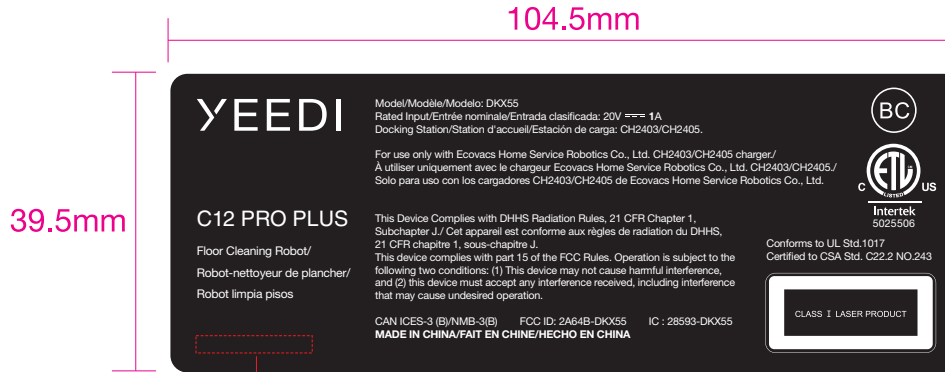 104.5mm
39.5mm
YEEDI
Model/Modèle/Modelo: DKX55
Rated Input/Entrée nominale/Entrada clasificada: 20V ⎓ 1A
Docking Station/Station d'accueil/Estación de carga: CH2403/CH2405.
For use only with Ecovacs Home Service Robotics Co., Ltd. CH2403/CH2405 charger./
À utiliser uniquement avec le chargeur Ecovacs Home Service Robotics Co., Ltd. CH2403/CH2405./
Solo para uso con los cargadores CH2403/CH2405 de Ecovacs Home Service Robotics Co., Ltd.
BC
C ETL US
LISTED
Intertek
5025506
C12 PRO PLUS
Floor Cleaning Robot/
Robot-nettoyeur de plancher/
Robot limpia pisos
This Device Complies with DHHS Radiation Rules, 21 CFR Chapter 1,
Subchapter J./ Cet appareil est conforme aux règles de radiation du DHHS,
21 CFR chapitre 1, sous-chapitre J.
This device complies with part 15 of the FCC Rules. Operation is subject to the
following two conditions: (1) This device may not cause harmful interference,
and (2) this device must accept any interference received, including interference
that may cause undesired operation.
CAN ICES-3 (B)/NMB-3(B) FCC ID: 2A64B-DKX55 IC : 28593-DKX55
MADE IN CHINA/FAIT EN CHINE/HECHO EN CHINA
Conforms to UL Std.1017
Certified to CSA Std. C22.2 NO.243
CLASS I LASER PRODUCT